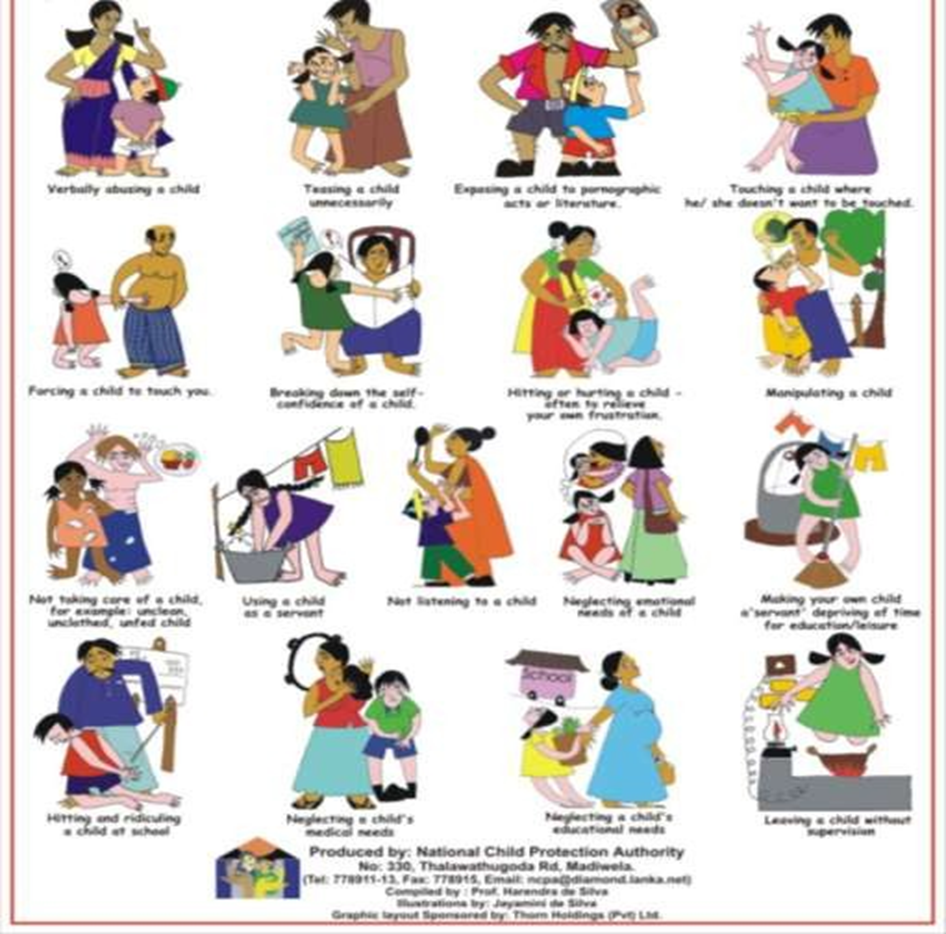 Verbally abusing a child
Teasing a child
unnecessarily
Exposing a child to pornographic
acts or literature.
Touching a child where
he/ she doesn't want to be touched.
Forcing a child to touch you.
Breaking down the self-
confidence of a child.
Hitting or hurting a child -
often to relieve
your own frustration.
Manipulating a child
Not taking care of a child,
for example: unclean,
unclothed, unfed child
Using a child
as a servant
Not listening to a child
Neglecting emotional
needs of a child
Making your own child
a'servant' depriving of time
for education/leisure
School
Hitting and ridiculing
a child at school
Neglecting a child's
medical needs
Neglecting a child's
educational needs
Leaving a child without
supervision
Produced by: National Child Protection Authority
No: 330, Thalawathugoda Rd, Madiwela.
(Tel: 778911-13, Fax: 778915, Email: ncpa@diamond.lanka.net)
Compiled by : Prof. Harendra de Silva
Illustrations by: Jayamini de Silva
Graphic layout Sponsored by: Thorn Holdings (Pvt) Ltd.